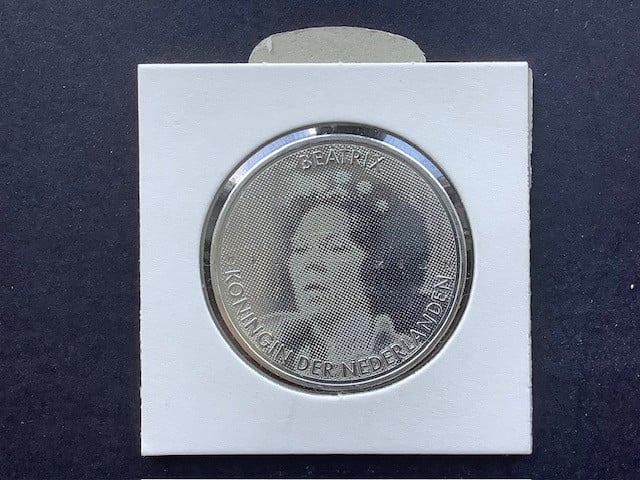 BEATRIX
KONINGIN DER NEDERLANDEN